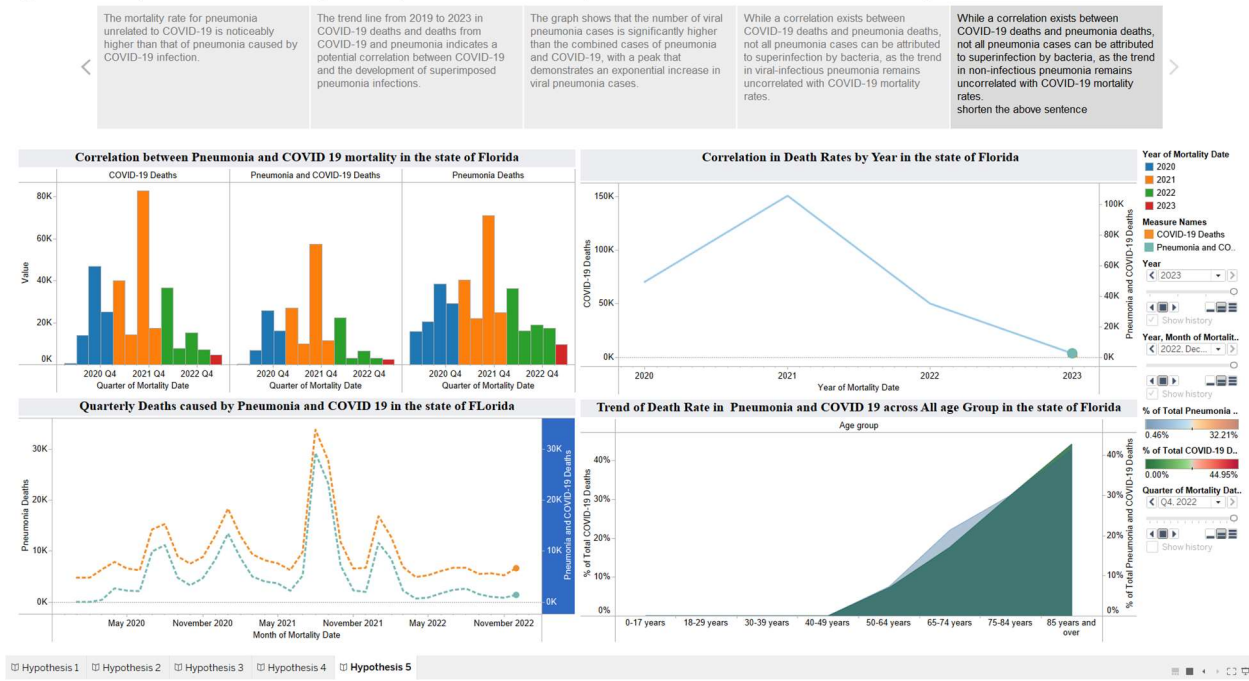 The mortality rate for pneumonia
unrelated to COVID-19 is noticeably
higher than that of pneumonia caused by
COVID-19 infection.
The trend line from 2019 to 2023 in
COVID-19 deaths and deaths from
COVID-19 and pneumonia indicates a
potential correlation between COVID-19
and the development of superimposed
pneumonia infections.
The graph shows that the number of viral
pneumonia cases is significantly higher
than the combined cases of pneumonia
and COVID-19, with a peak that
demonstrates an exponential increase in
viral pneumonia cases.
While a correlation exists between
COVID-19 deaths and pneumonia deaths,
not all pneumonia cases can be attributed
to superinfection by bacteria, as the trend
in viral-infectious pneumonia remains
uncorrelated with COVID-19 mortality
rates.
While a correlation exists between
COVID-19 deaths and pneumonia deaths,
not all pneumonia cases can be attributed
to superinfection by bacteria, as the trend
in non-infectious pneumonia remains
uncorrelated with COVID-19 mortality
rates.
shorten the above sentence
Correlation between Pneumonia and COVID 19 mortality in the state of Florida
COVID-19 Deaths Pneumonia and COVID-19 Deaths Pneumonia Deaths
80K
60K
40K
20K
0K
Value
2020 Q4 2021 Q4 2022 Q4 2020 Q4 2021 Q4 2022 Q4 2020 Q4 2021 Q4 2022 Q4
Quarter of Mortality Date Quarter of Mortality Date Quarter of Mortality Date
Correlation in Death Rates by Year in the state of Florida
150K
100K
50K
0K
COVID-19 Deaths
100K
80K
60K
40K
20K
0K
Pneumonia and COVID-19 Deaths
2020 2021 2022 2023
Year of Mortality Date
Quarterly Deaths caused by Pneumonia and COVID 19 in the state of FLorida
30K
20K
10K
0K
Pneumonia Deaths
30K
20K
10K
0K
Pneumonia and COVID-19 Deaths
May 2020 November 2020 May 2021 November 2021 May 2022 November 2022
Month of Mortality Date
Trend of Death Rate in Pneumonia and COVID 19 across All age Group in the state of Florida
Age group
40%
30%
20%
10%
0%
% of Total COVID-19 Deaths
40%
30%
20%
10%
0%
% of Total Pneumonia and COVID-19 Deaths
0-17 years 18-29 years 30-39 years 40-49 years 50-64 years 65-74 years 75-84 years 85 years and
over
Year of Mortality Date
2020
2021
2022
2023
Measure Names
COVID-19 Deaths
Pneumonia and CO..
Year
2023
Show history
Year, Month of Mortalit..
2022, Dec...
Show history
% of Total Pneumonia ..
0.46% 32.21%
% of Total COVID-19 D..
0.00% 44.95%
Quarter of Mortality Dat..
Q4, 2022
Show history
Hypothesis 1 Hypothesis 2 Hypothesis 3 Hypothesis 4 Hypothesis 5